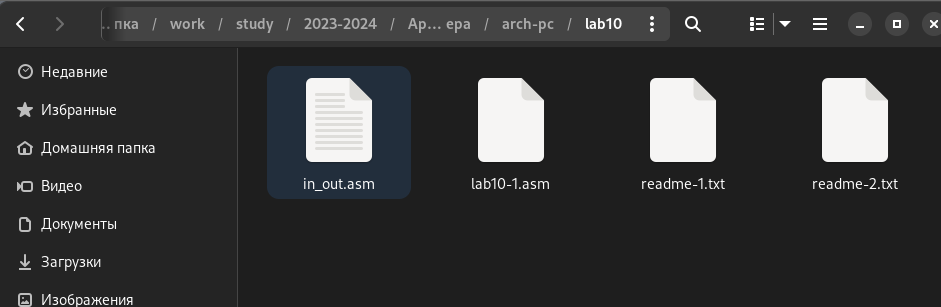 …пка / work / study / 2023-2024 / Ар… ера / arch-pc / lab10
Недавние
Избранные
Домашняя папка
Видео
Документы
Загрузки
Изображения
in_out.asm
lab10-1.asm
readme-1.txt
readme-2.txt